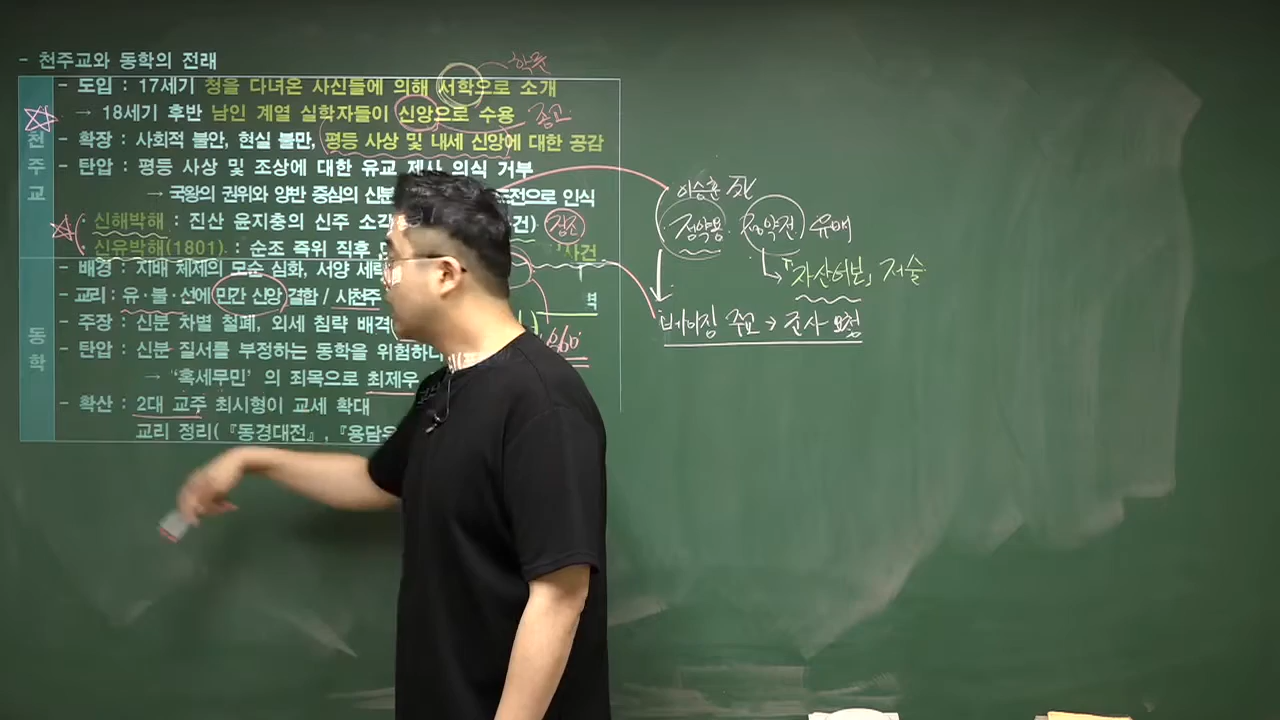 - 천주교와 동학의 전래
천주교
- 도입 : 17세기 청을 다녀온 사신들에 의해 서학으로 소개
학문
→ 18세기 후반 남인 계열 실학자들이 신앙으로 수용
종교
- 확장 : 사회적 불안, 현실 불만, 평등 사상 및 내세 신앙에 대한 공감
- 탄압 : 평등 사상 및 조상에 대한 유교 제사 의식 거부
→ 국왕의 권위와 양반 중심의 신분 도전으로 인식
신해박해 : 진산 윤지충의 신주 소각 건) 정조
신유박해(1801) : 순조 즉위 직후 사건
동학
- 배경 : 지배 체제의 모순 심화, 서양 세력
- 교리 : 유·불·선에 민간 신앙 결합 / 시천주
- 주장 : 신분 차별 철폐, 외세 침략 배격
- 탄압 : 신분 질서를 부정하는 동학을 위험하다
→ "혹세무민'의 죄목으로 최제우
- 확산 : 2대 교주 최시형이 교세 확대
교리 정리(『동경대전』, 『용담유
이승훈
정약용 정약전 유배
『자산어보』 저술
베이징 주교 → 군사 요청